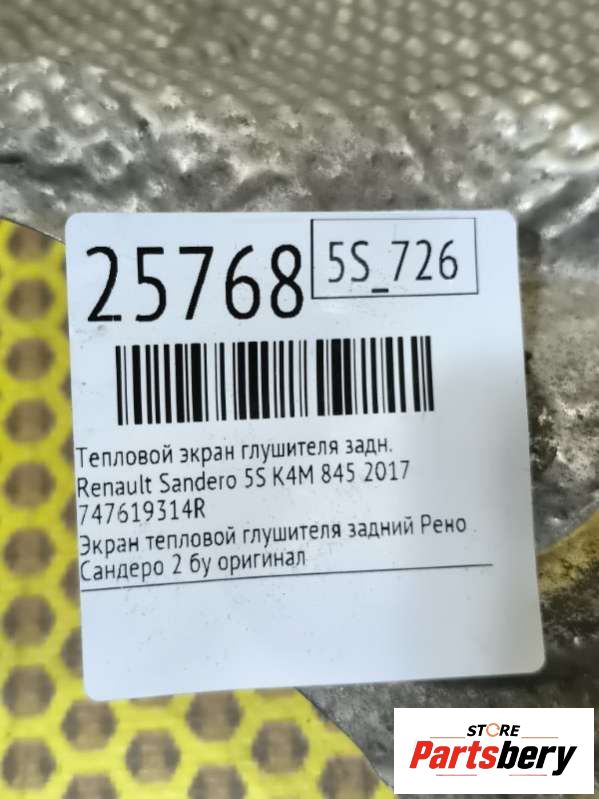 25768
5S_726
Тепловой экран глушителя задн.
Renault Sandero 5S K4M 845 2017
747619314R
Экран тепловой глушителя задний Рено
Сандеро 2 бу оригинал
STORE
Partsbery